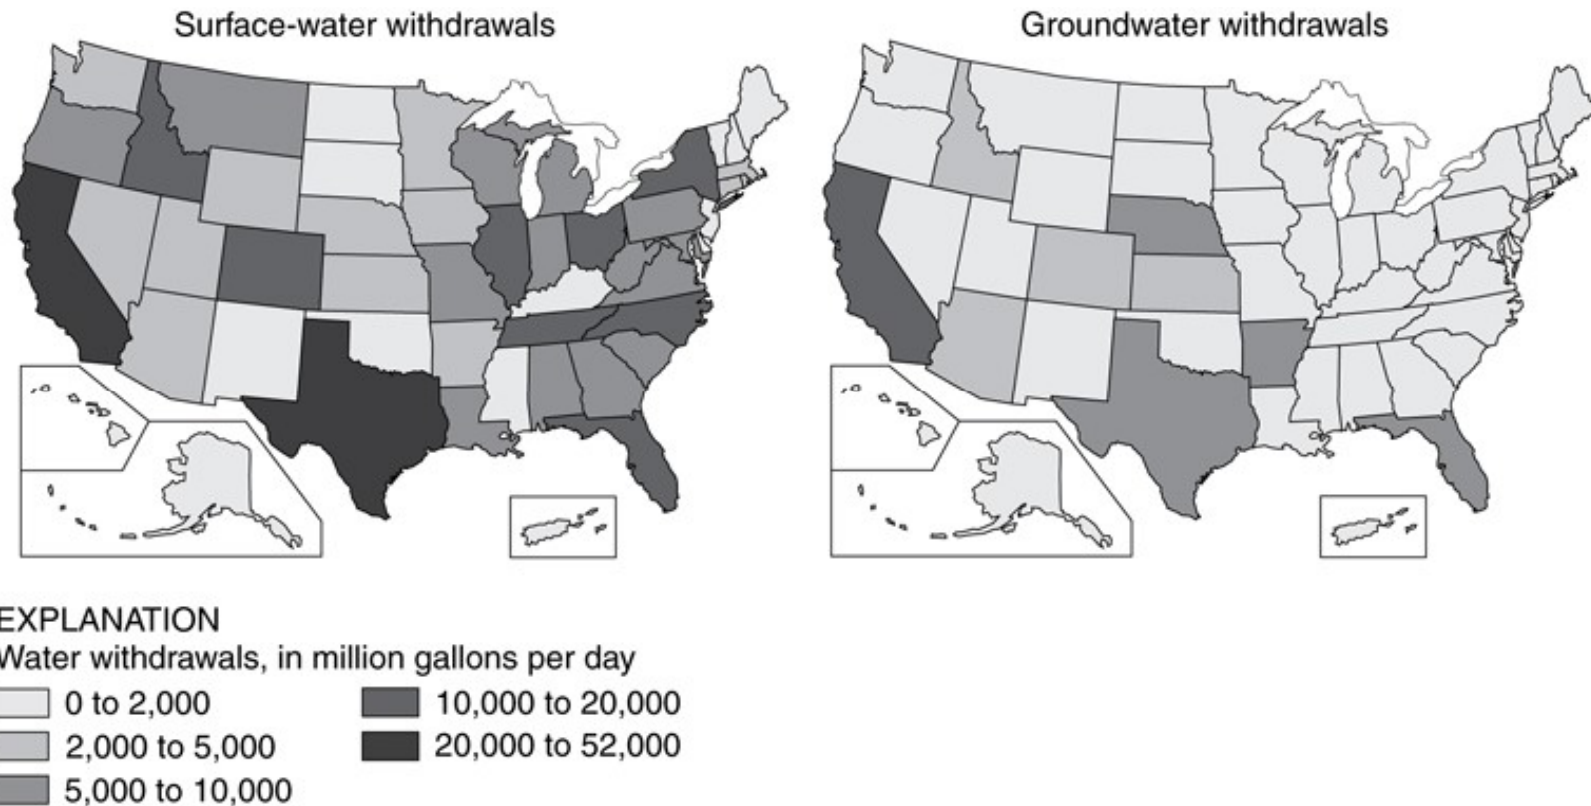 Surface-water withdrawals
Groundwater withdrawals
EXPLANATION
Water withdrawals, in million gallons per day
0 to 2,000
2,000 to 5,000
5,000 to 10,000
10,000 to 20,000
20,000 to 52,000